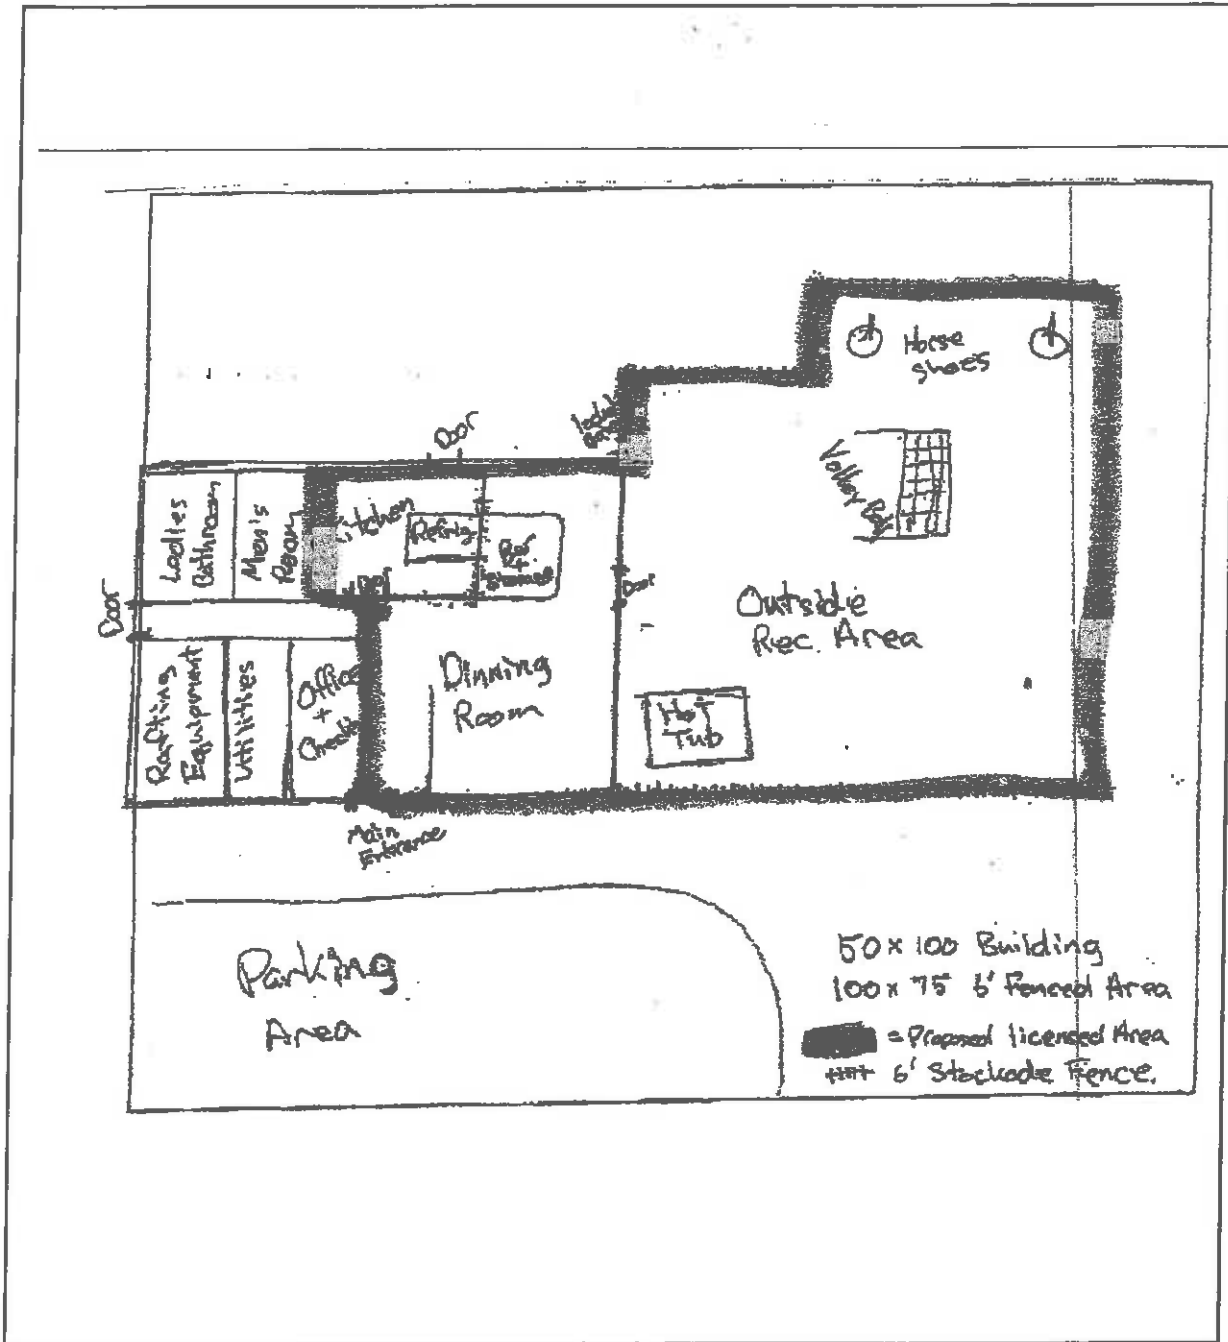 Horse
shoes
Door
Volley Ball
Ladies
Bathroom
Men's
Room
Kitchen
Refrig
Bar
+
Storage
Door
Door
Outside
Rec. Area
Rafting
Equipment
Utilities
Office
+
Check In
Dinning
Room
Hot
Tub
Main
Entrance
Parking
Area
50 x 100 Building
100 x 75 6' Fenced Area
= Proposed licensed Area
6' Stockade Fence.